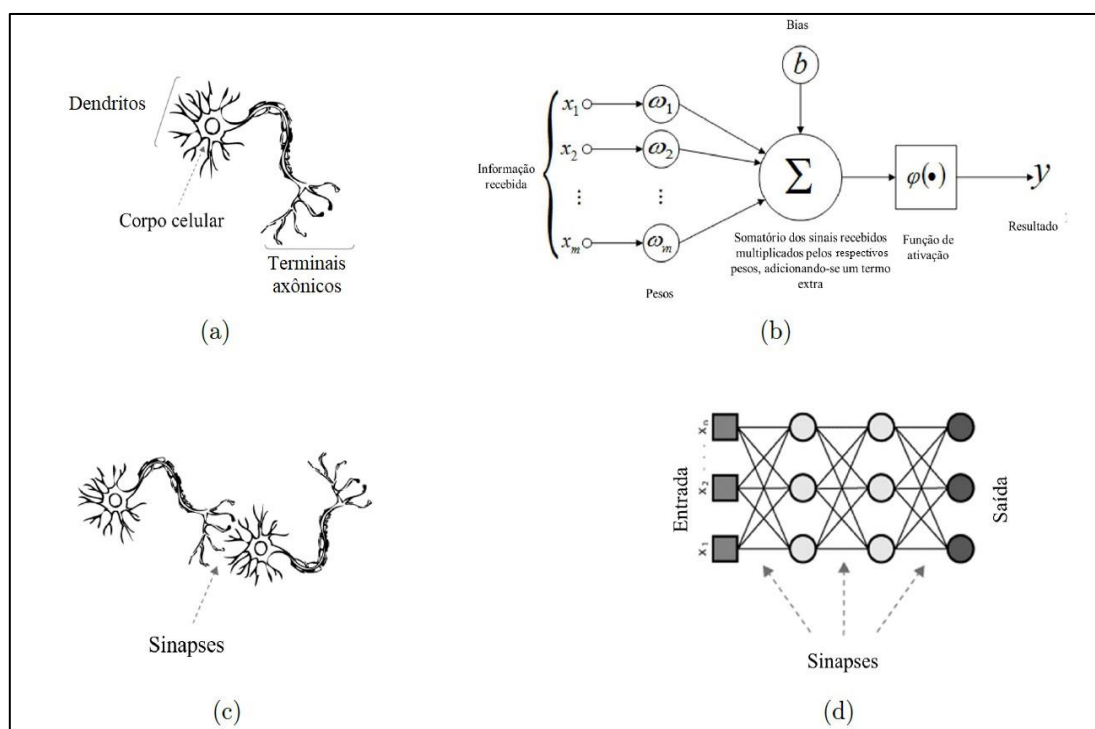 Dendritos
Corpo celular
Terminais
axônicos
(a)
Bias
b
x1
x2
⋮
xm
Informação
recebida
ω1
ω2
⋮
ωm
Pesos
Σ
Somatório dos sinais recebidos
multiplicados pelos respectivos
pesos, adicionando-se um termo
extra
φ(•)
Função de
ativação
y
Resultado
(b)
Sinapses
(c)
Entrada
xn
. . .
x2
x1
Saída
Sinapses
(d)